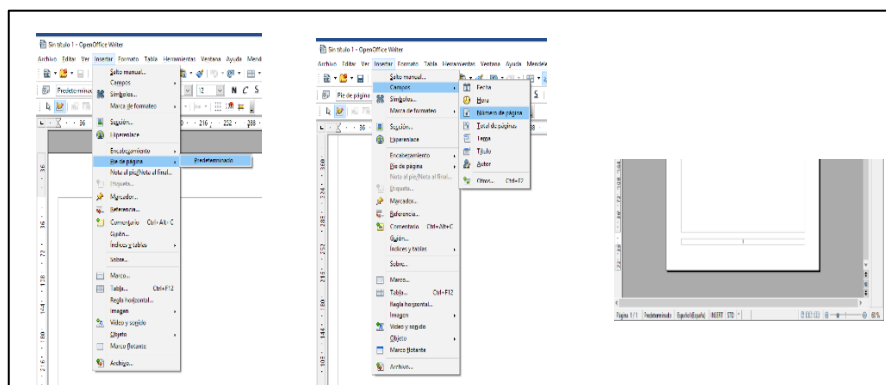 Sin título 1 - OpenOffice Writer
Archivo Editar Ver Insertar Formato Tabla Herramientas Ventana Ayuda Mende
Predeterminad
12
N C S
Salto manual...
Campos
Símbolos...
Marca de formateo
Sección...
Hiperenlace
Encabezamiento
Pie de página
Predeterminado
Nota al pie/Nota al final...
Etiqueta...
Marcador...
Referencia...
Comentario Ctrl+Alt+C
Guión...
Índices y tablas
Sobre...
Marco...
Tabla... Ctrl+F12
Regla horizontal...
Imagen
Vídeo y sonido
Objeto
Marco flotante
Archivo...
Sin título 1 - OpenOffice Writer
Archivo Editar Ver Insertar Formato Tabla Herramientas Ventana Ayuda Mendele
Pie de página
S
Salto manual...
Campos
Símbolos...
Marca de formateo
Sección...
Hiperenlace
Encabezamiento
Pie de página
Nota al pie/Nota al final...
Etiqueta...
Marcador...
Referencia...
Comentario Ctrl+Alt+C
Guión...
Índices y tablas
Sobre...
Marco...
Tabla... Ctrl+F12
Regla horizontal...
Imagen
Vídeo y sonido
Objeto
Marco flotante
Archivo...
Fecha
Hora
Número de página
Total de páginas
Tema
Título
Autor
Otros... Ctrl+F2
Página 1 / 1 Predeterminado Español (España) INSERT STD * 60%